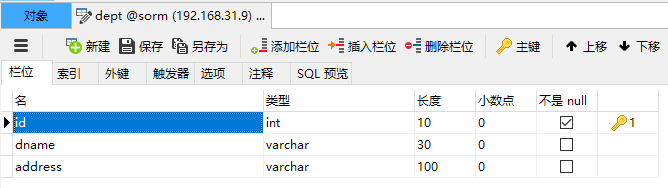 对象 dept @sorm (192.168.31.9) ...
新建 保存 另存为 添加栏位 插入栏位 删除栏位 主键 上移 下移
栏位 索引 外键 触发器 选项 注释 SQL 预览
名 类型 长度 小数点 不是 null
id int 10 0 1
dname varchar 30 0
address varchar 100 0